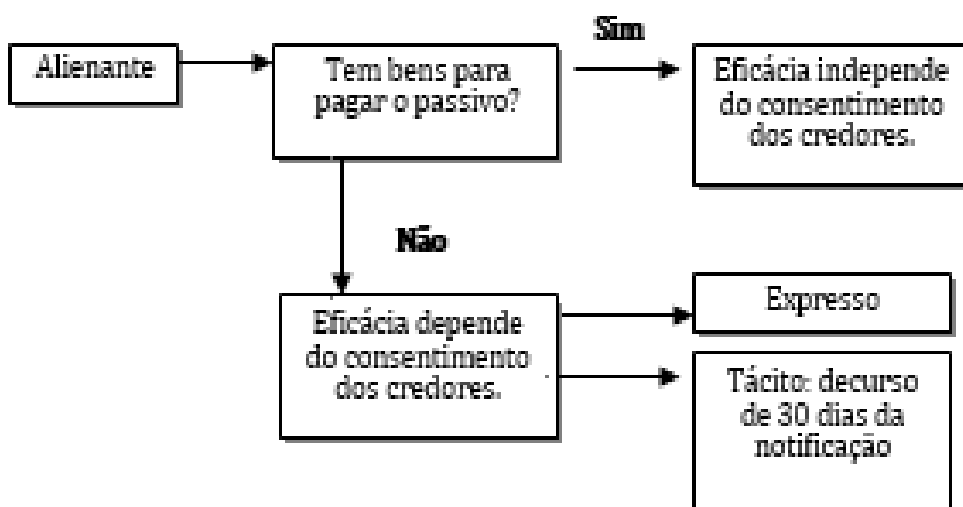 Alienante
Tem bens para
pagar o passivo?
Sim
Eficácia independe
do consentimento
dos credores.
Não
Eficácia depende
do consentimento
dos credores.
Expresso
Tácito: decurso
de 30 dias da
notificação